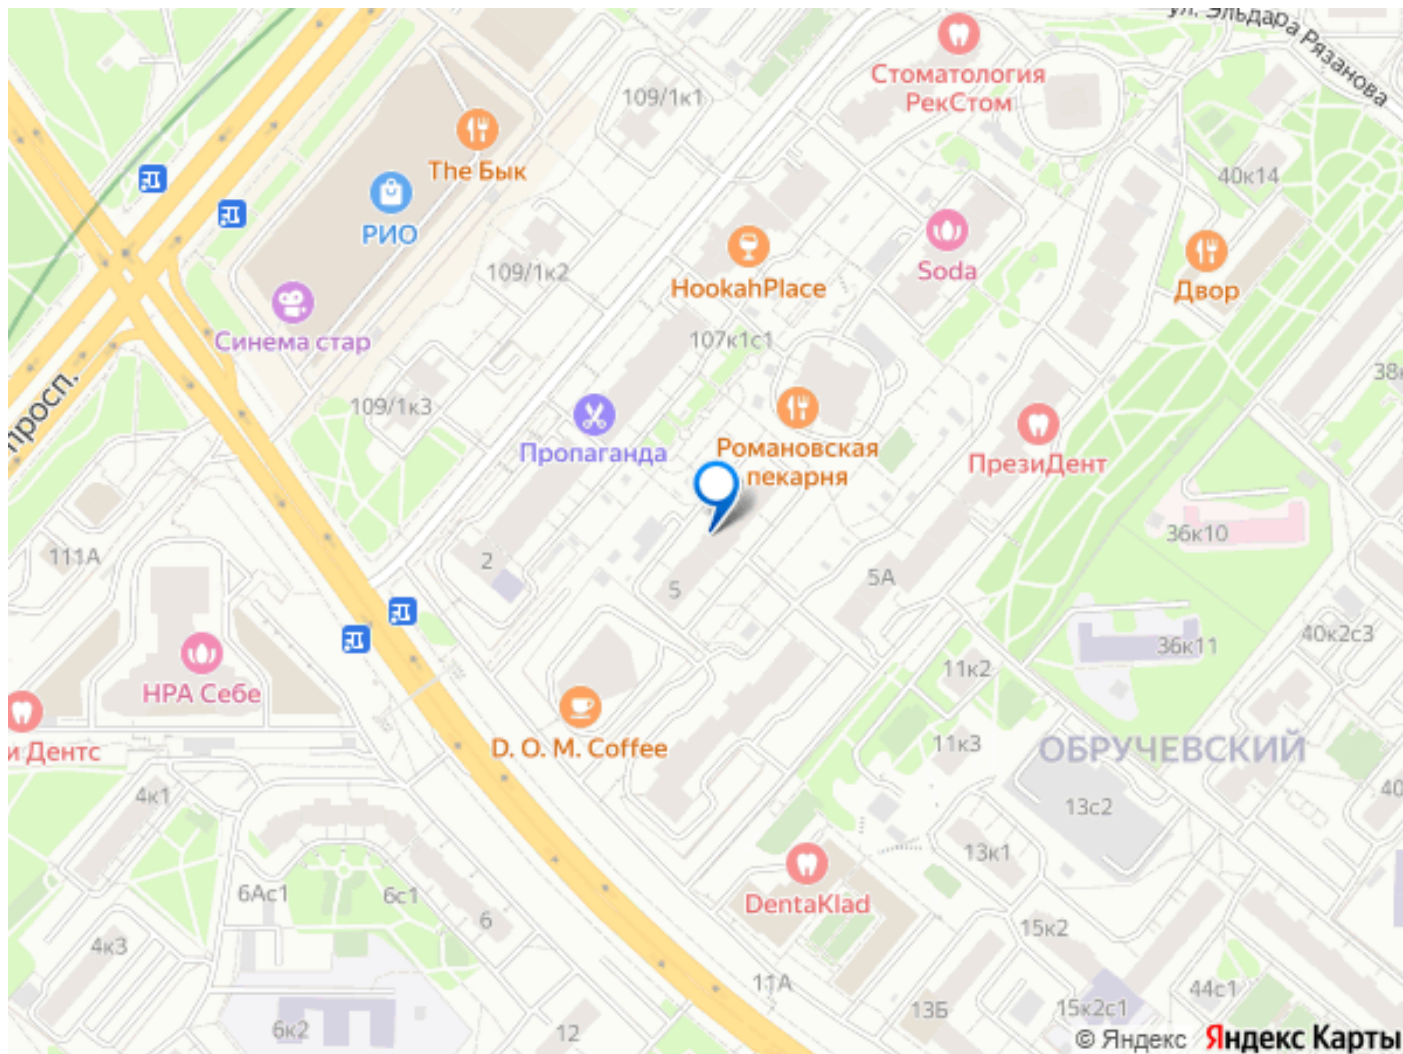 ул. Эльдара Рязанова
Стоматология
РекСтом
109/1к1
The Бык
40к14
РИО
Soda
109/1к2
HookahPlace
Двор
Синема стар
107к1с1
просп.
109/1к3
38к
Пропаганда
Романовская
пекарня
ПрезиДент
36к10
111А
2
5
5А
36к11
40к2с3
НРА Себе
11к2
D. O. M. Coffee
11к3
ОБРУЧЕВСКИЙ
и Дентс
4к1
13с2
40
13к1
6Ас1
6с1
DentaKlad
6
4к3
15к2
11А
44с1
13Б
15к2с1
6к2
12
© Яндекс Яндекс Карты